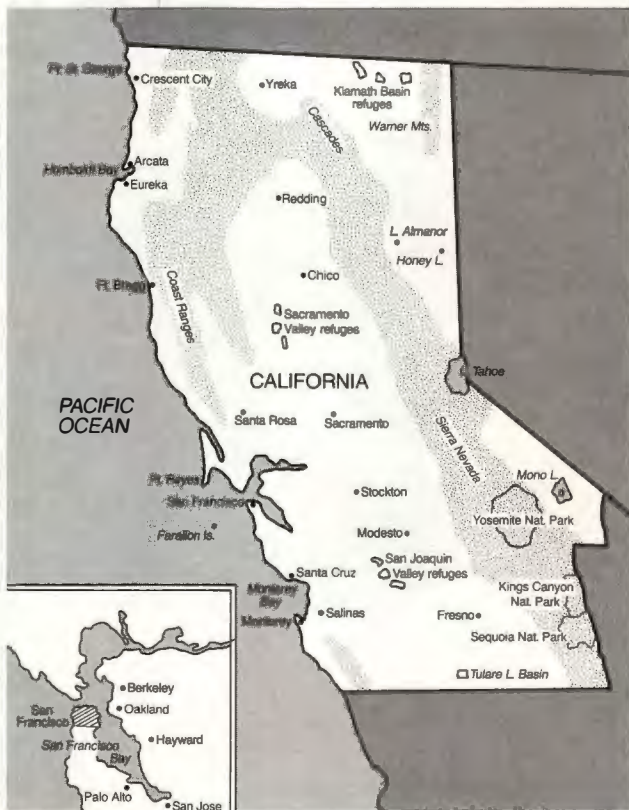 Pt. St. George
Crescent City
Yreka
Klamath Basin
refuges
Warner Mts.
Cascades
Arcata
Humboldt Bay
Eureka
Redding
L. Almanor
Honey L.
Chico
Ft. Bragg
Coast Ranges
Sacramento
Valley refuges
CALIFORNIA
Tahoe
PACIFIC
OCEAN
Santa Rosa
Sacramento
Sierra Nevada
Mono L.
Pt. Reyes
Stockton
San Francisco
Yosemite Nat. Park
Farallon Is.
Modesto
San Joaquin
Valley refuges
Santa Cruz
Kings Canyon
Nat. Park
Monterey
Bay
Salinas
Fresno
Monterey
Sequoia Nat. Park
Tulare L. Basin
Berkeley
Oakland
San
Francisco
Hayward
San Francisco
Bay
Palo Alto
San Jose